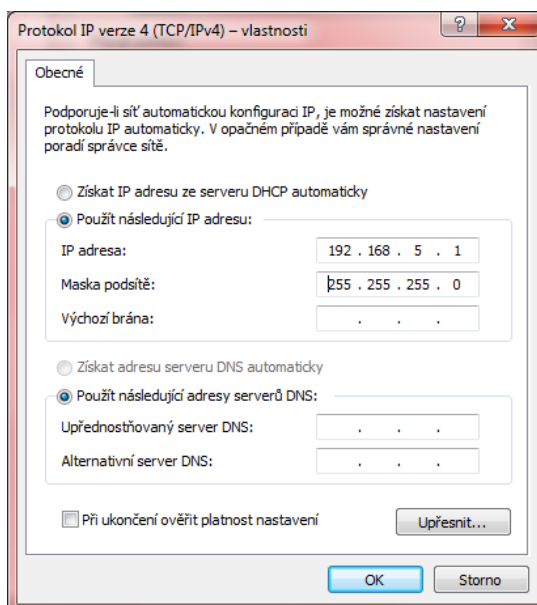 Protokol IP verze 4 (TCP/IPv4) – vlastnosti
Obecné
Podporuje-li síť automatickou konfiguraci IP, je možné získat nastavení
protokolu IP automaticky. V opačném případě vám správné nastavení
poradí správce sítě.
Získat IP adresu ze serveru DHCP automaticky
Použít následující IP adresu:
IP adresa: 192 . 168 . 5 . 1
Maska podsítě: 255 . 255 . 255 . 0
Výchozí brána: . . .
Získat adresu serveru DNS automaticky
Použít následující adresy serverů DNS:
Upřednostňovaný server DNS: . . .
Alternativní server DNS: . . .
Při ukončení ověřit platnost nastavení
Upřesnit...
OK Storno